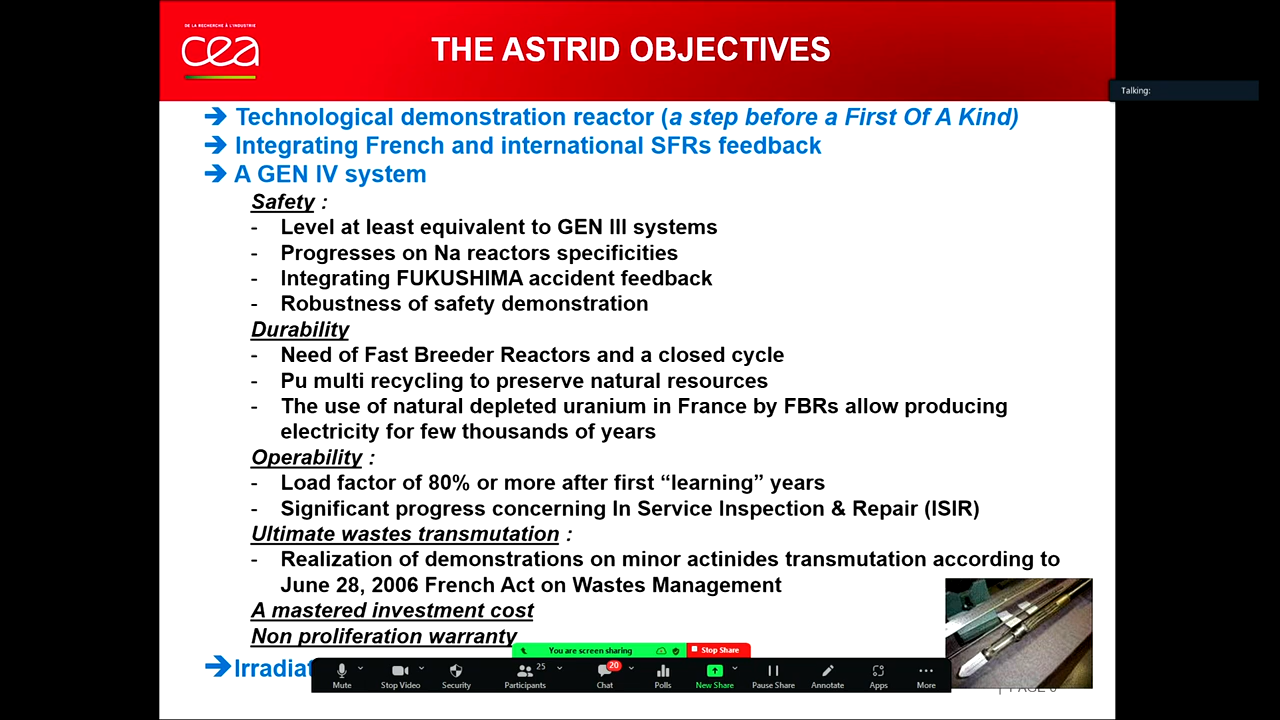 DE LA RECHERCHE À L'INDUSTRIE
cea
THE ASTRID OBJECTIVES
Talking:
➔ Technological demonstration reactor (a step before a First Of A Kind)
➔ Integrating French and international SFRs feedback
➔ A GEN IV system
Safety :
- Level at least equivalent to GEN III systems
- Progresses on Na reactors specificities
- Integrating FUKUSHIMA accident feedback
- Robustness of safety demonstration
Durability
- Need of Fast Breeder Reactors and a closed cycle
- Pu multi recycling to preserve natural resources
- The use of natural depleted uranium in France by FBRs allow producing
electricity for few thousands of years
Operability :
- Load factor of 80% or more after first “learning” years
- Significant progress concerning In Service Inspection & Repair (ISIR)
Ultimate wastes transmutation :
- Realization of demonstrations on minor actinides transmutation according to
June 28, 2006 French Act on Wastes Management
A mastered investment cost
Non proliferation warranty
You are screen sharing
Stop Share
25
20
Mute
Stop Video
Security
Participants
Chat
Polls
New Share
Pause Share
Annotate
Apps
More